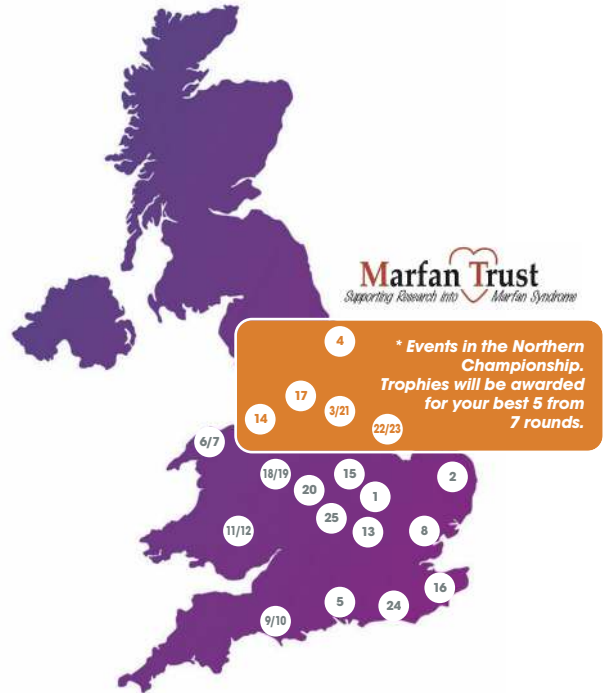 Marfan Trust
Supporting Research into Marfan Syndrome
4
* Events in the Northern
Championship.
Trophies will be awarded
for your best 5 from
7 rounds.
17
3/21
14
22/23
6/7
18/19
15
2
20
1
25
11/12
13
8
16
5
24
9/10